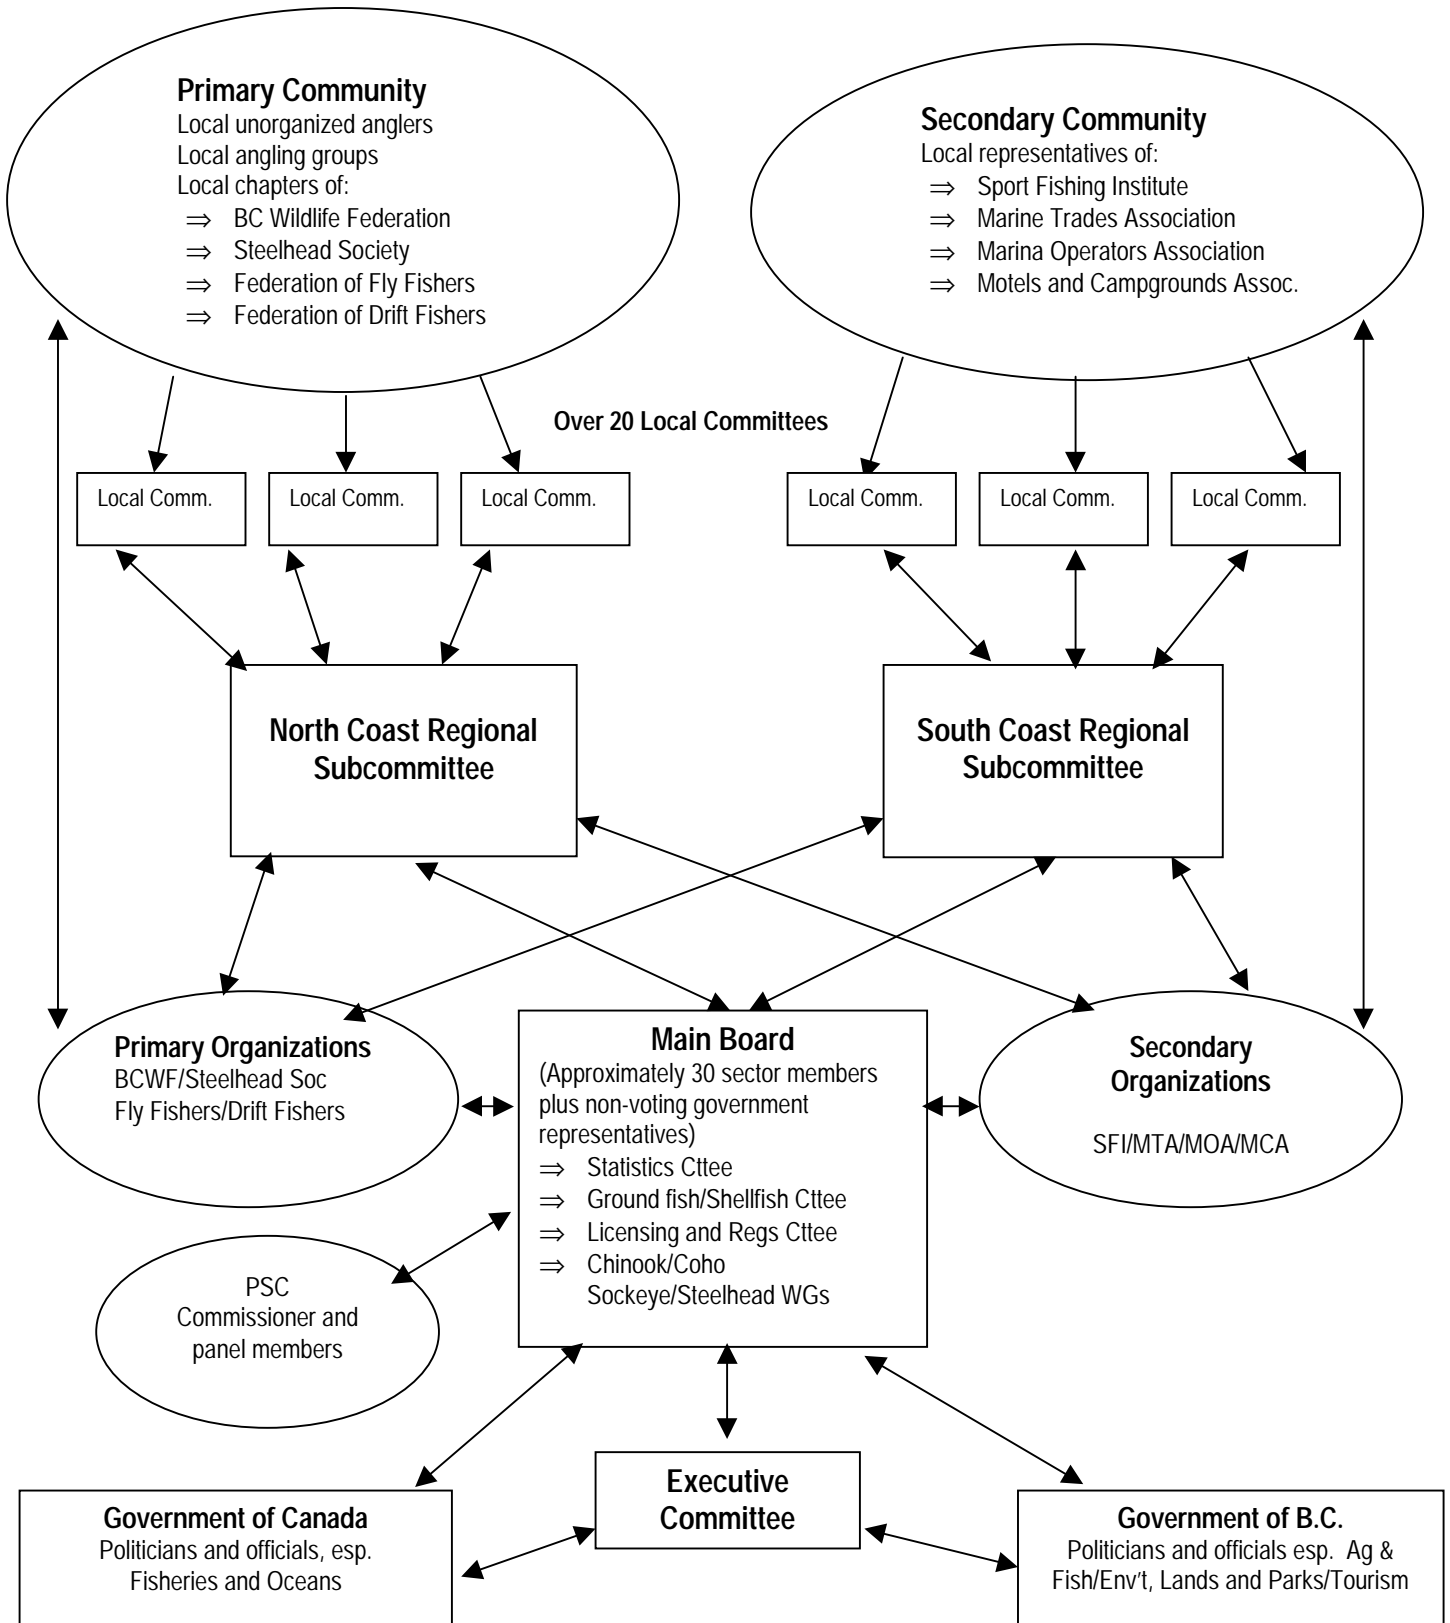 Primary Community
Local unorganized anglers
Local angling groups
Local chapters of:
⇒ BC Wildlife Federation
⇒ Steelhead Society
⇒ Federation of Fly Fishers
⇒ Federation of Drift Fishers
Secondary Community
Local representatives of:
⇒ Sport Fishing Institute
⇒ Marine Trades Association
⇒ Marina Operators Association
⇒ Motels and Campgrounds Assoc.
Over 20 Local Committees
Local Comm.
Local Comm.
Local Comm.
Local Comm.
Local Comm.
Local Comm.
North Coast Regional
Subcommittee
South Coast Regional
Subcommittee
Primary Organizations
BCWF/Steelhead Soc
Fly Fishers/Drift Fishers
Main Board
(Approximately 30 sector members
plus non-voting government
representatives)
⇒ Statistics Cttee
⇒ Ground fish/Shellfish Cttee
⇒ Licensing and Regs Cttee
⇒ Chinook/Coho
Sockeye/Steelhead WGs
Secondary
Organizations
SFI/MTA/MOA/MCA
PSC
Commissioner and
panel members
Executive
Committee
Government of Canada
Politicians and officials, esp.
Fisheries and Oceans
Government of B.C.
Politicians and officials esp. Ag &
Fish/Env't, Lands and Parks/Tourism